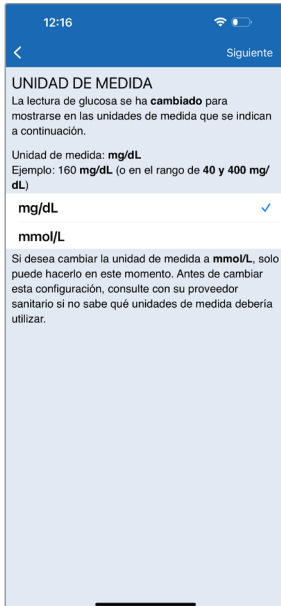 12:16
Siguiente
UNIDAD DE MEDIDA
La lectura de glucosa se ha cambiado para
mostrarse en las unidades de medida que se indican
a continuación.
Unidad de medida: mg/dL
Ejemplo: 160 mg/dL (o en el rango de 40 y 400 mg/
dL)
mg/dL
mmol/L
Si desea cambiar la unidad de medida a mmol/L, solo
puede hacerlo en este momento. Antes de cambiar
esta configuración, consulte con su proveedor
sanitario si no sabe qué unidades de medida debería
utilizar.